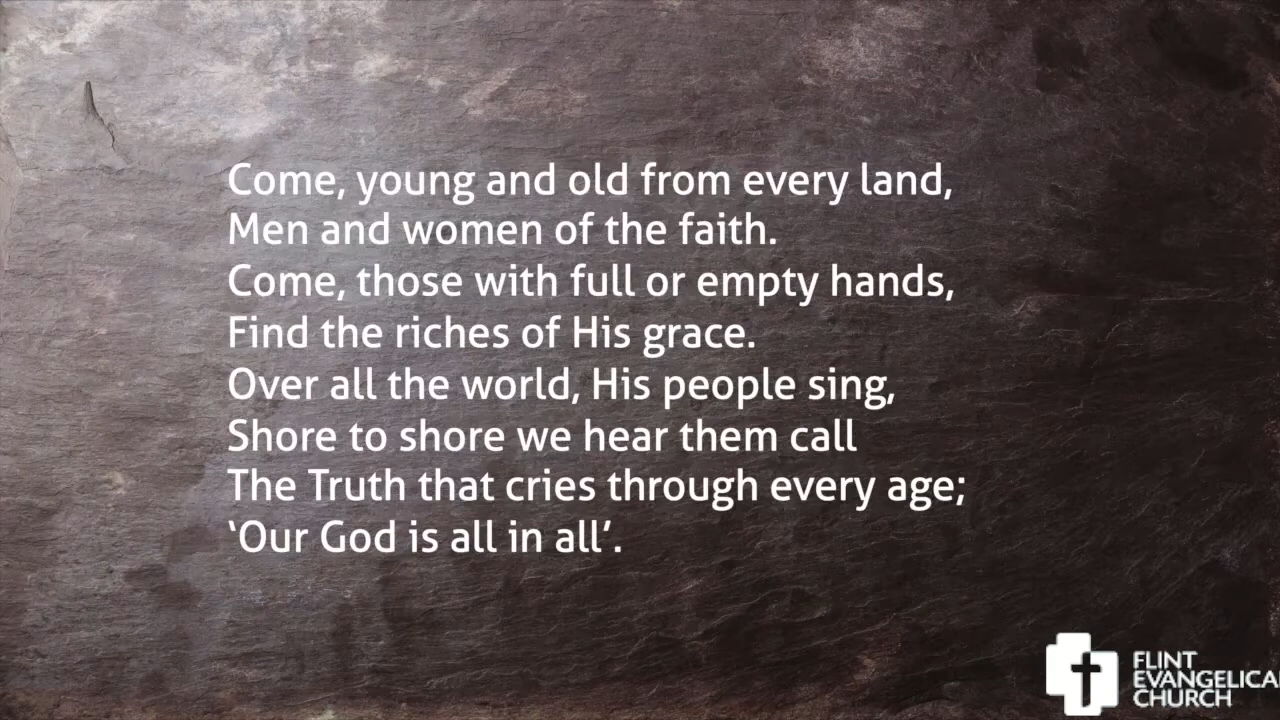 Come, young and old from every land,
Men and women of the faith.
Come, those with full or empty hands,
Find the riches of His grace.
Over all the world, His people sing,
Shore to shore we hear them call
The Truth that cries through every age;
‘Our God is all in all’.
FLINT
EVANGELICA
CHURCH